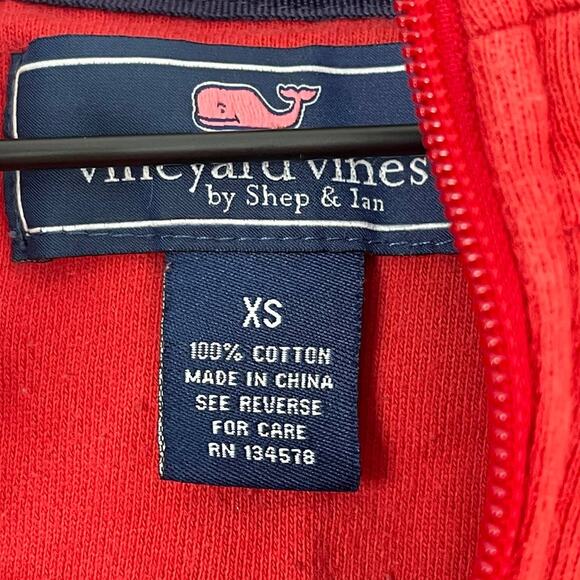 vineyard vines
by Shep & Ian
XS
100% COTTON
MADE IN CHINA
SEE REVERSE
FOR CARE
RN 134578